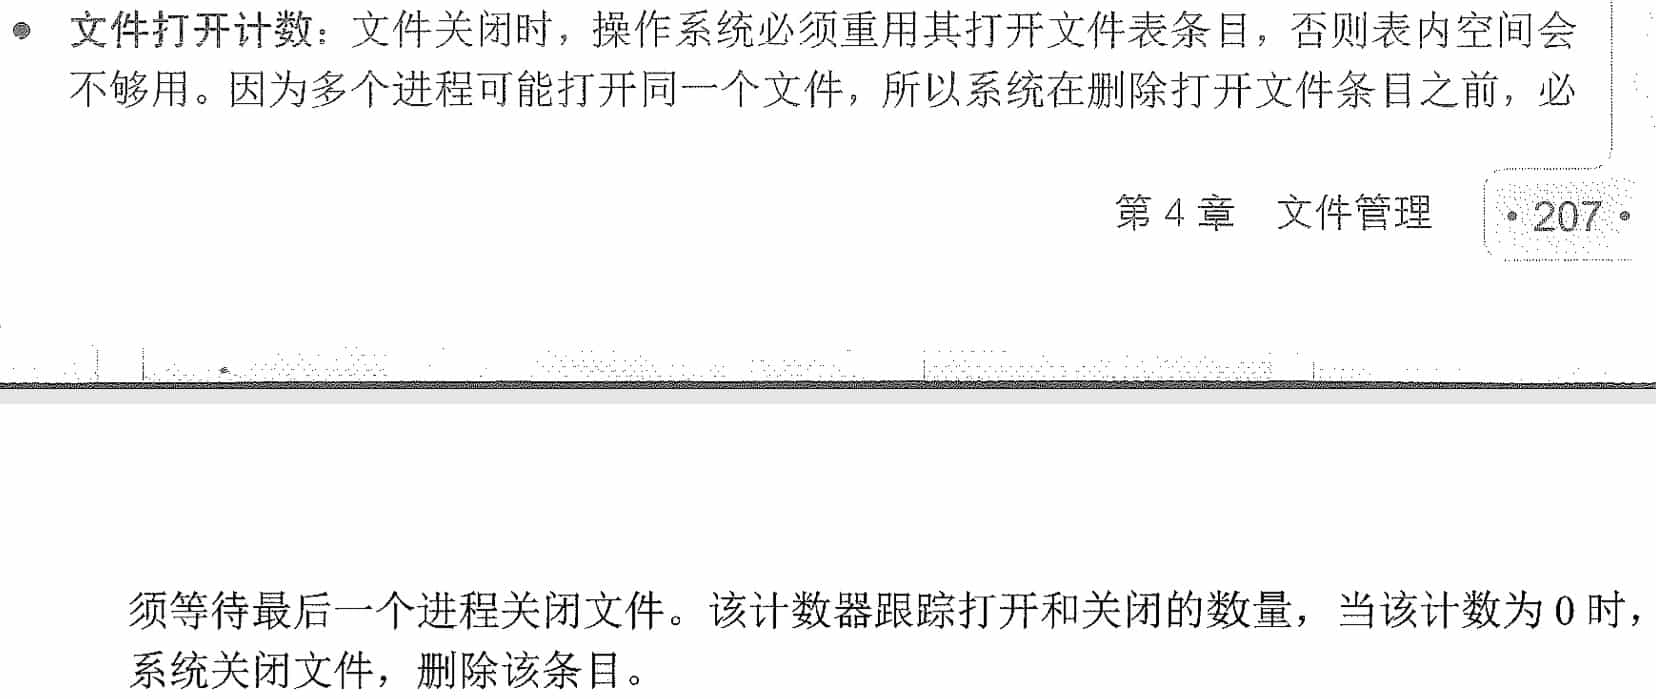 ● 文件打开计数：文件关闭时，操作系统必须重用其打开文件表条目，否则表内空间会
不够用。因为多个进程可能打开同一个文件，所以系统在删除打开文件条目之前，必
第 4 章 文件管理 · 207 ·
须等待最后一个进程关闭文件。该计数器跟踪打开和关闭的数量，当该计数为 0 时，
系统关闭文件，删除该条目。